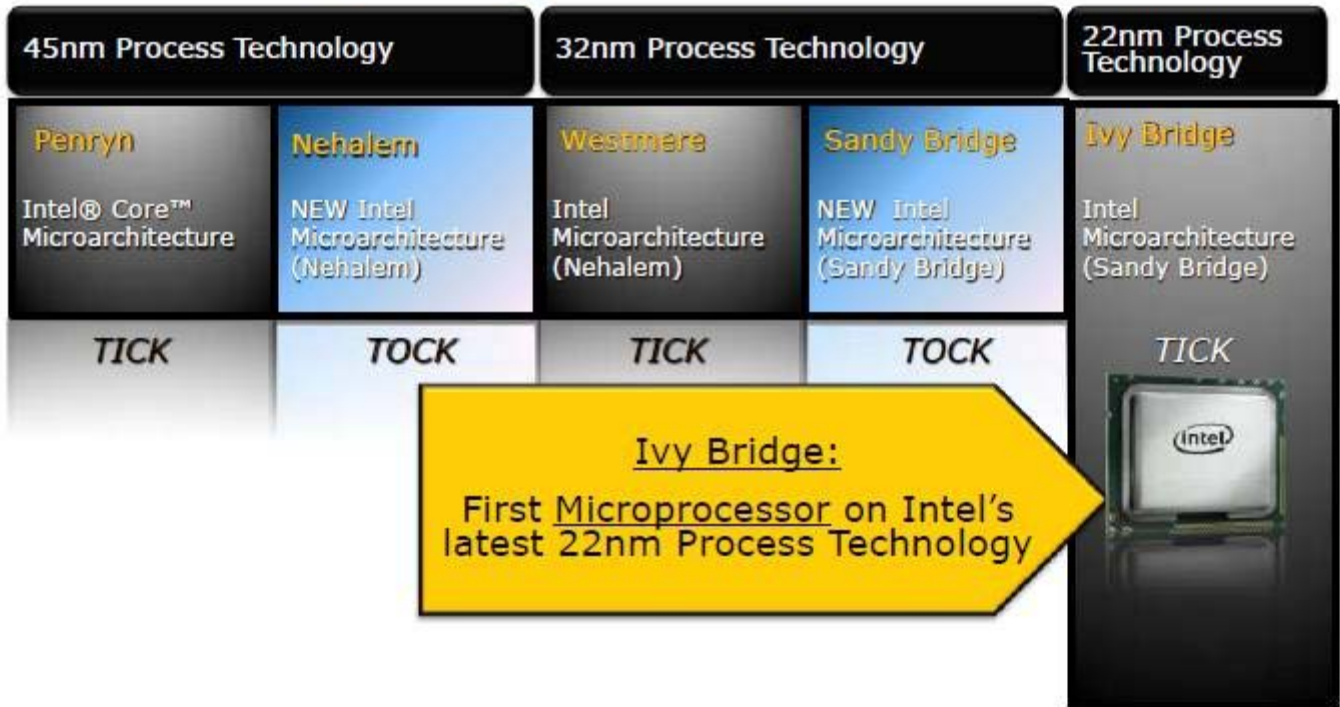 45nm Process Technology
32nm Process Technology
22nm Process
Technology
Penryn
Intel® Core™
Microarchitecture
TICK
Nehalem
NEW Intel
Microarchitecture
(Nehalem)
TOCK
Westmere
Intel
Microarchitecture
(Nehalem)
TICK
Sandy Bridge
NEW Intel
Microarchitecture
(Sandy Bridge)
TOCK
Ivy Bridge
Intel
Microarchitecture
(Sandy Bridge)
TICK
intel
Ivy Bridge:
First Microprocessor on Intel's
latest 22nm Process Technology